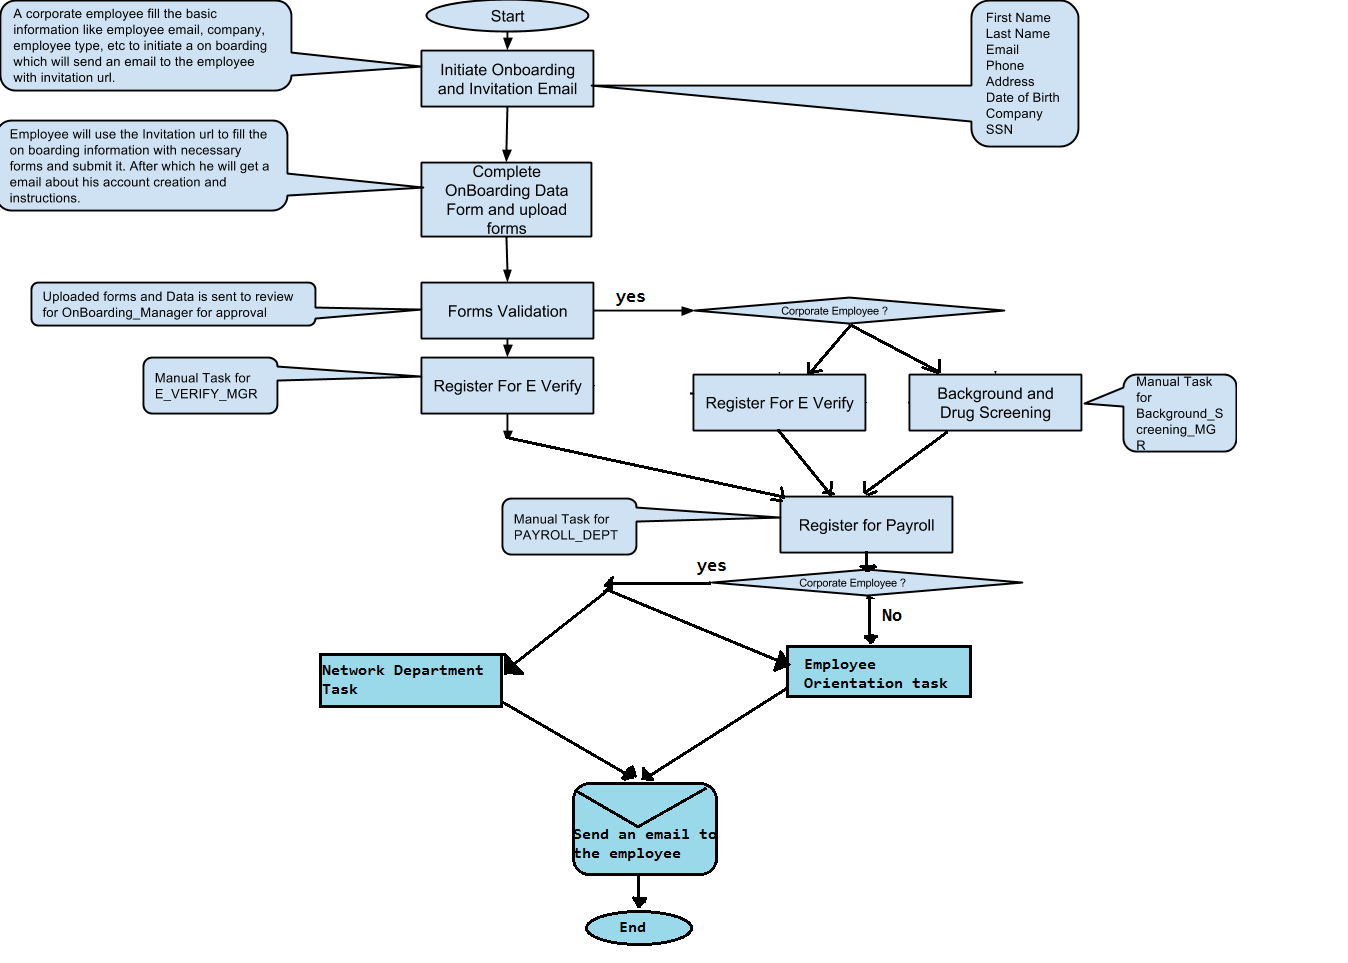 A corporate employee fill the basic
information like employee email, company,
employee type, etc to initiate a on boarding
which will send an email to the employee
with invitation url.
Start
Initiate Onboarding
and Invitation Email
First Name
Last Name
Email
Phone
Address
Date of Birth
Company
SSN
Employee will use the Invitation url to fill the
on boarding information with necessary
forms and submit it. After which he will get a
email about his account creation and
instructions.
Complete
OnBoarding Data
Form and upload
forms
Uploaded forms and Data is sent to review
for OnBoarding_Manager for approval
Forms Validation
yes
Corporate Employee ?
Manual Task for
E_VERIFY_MGR
Register For E Verify
Register For E Verify
Background and
Drug Screening
Manual Task
for
Background_S
creening_MG
R
Manual Task for
PAYROLL_DEPT
Register for Payroll
yes
Corporate Employee ?
No
Network Department
Task
Employee
Orientation task
Send an email to
the employee
End